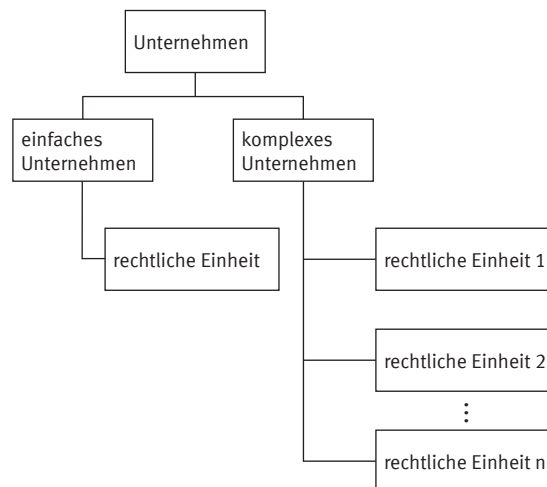 Unternehmen
einfaches
Unternehmen
komplexes
Unternehmen
rechtliche Einheit
rechtliche Einheit 1
rechtliche Einheit 2
⋮
rechtliche Einheit n